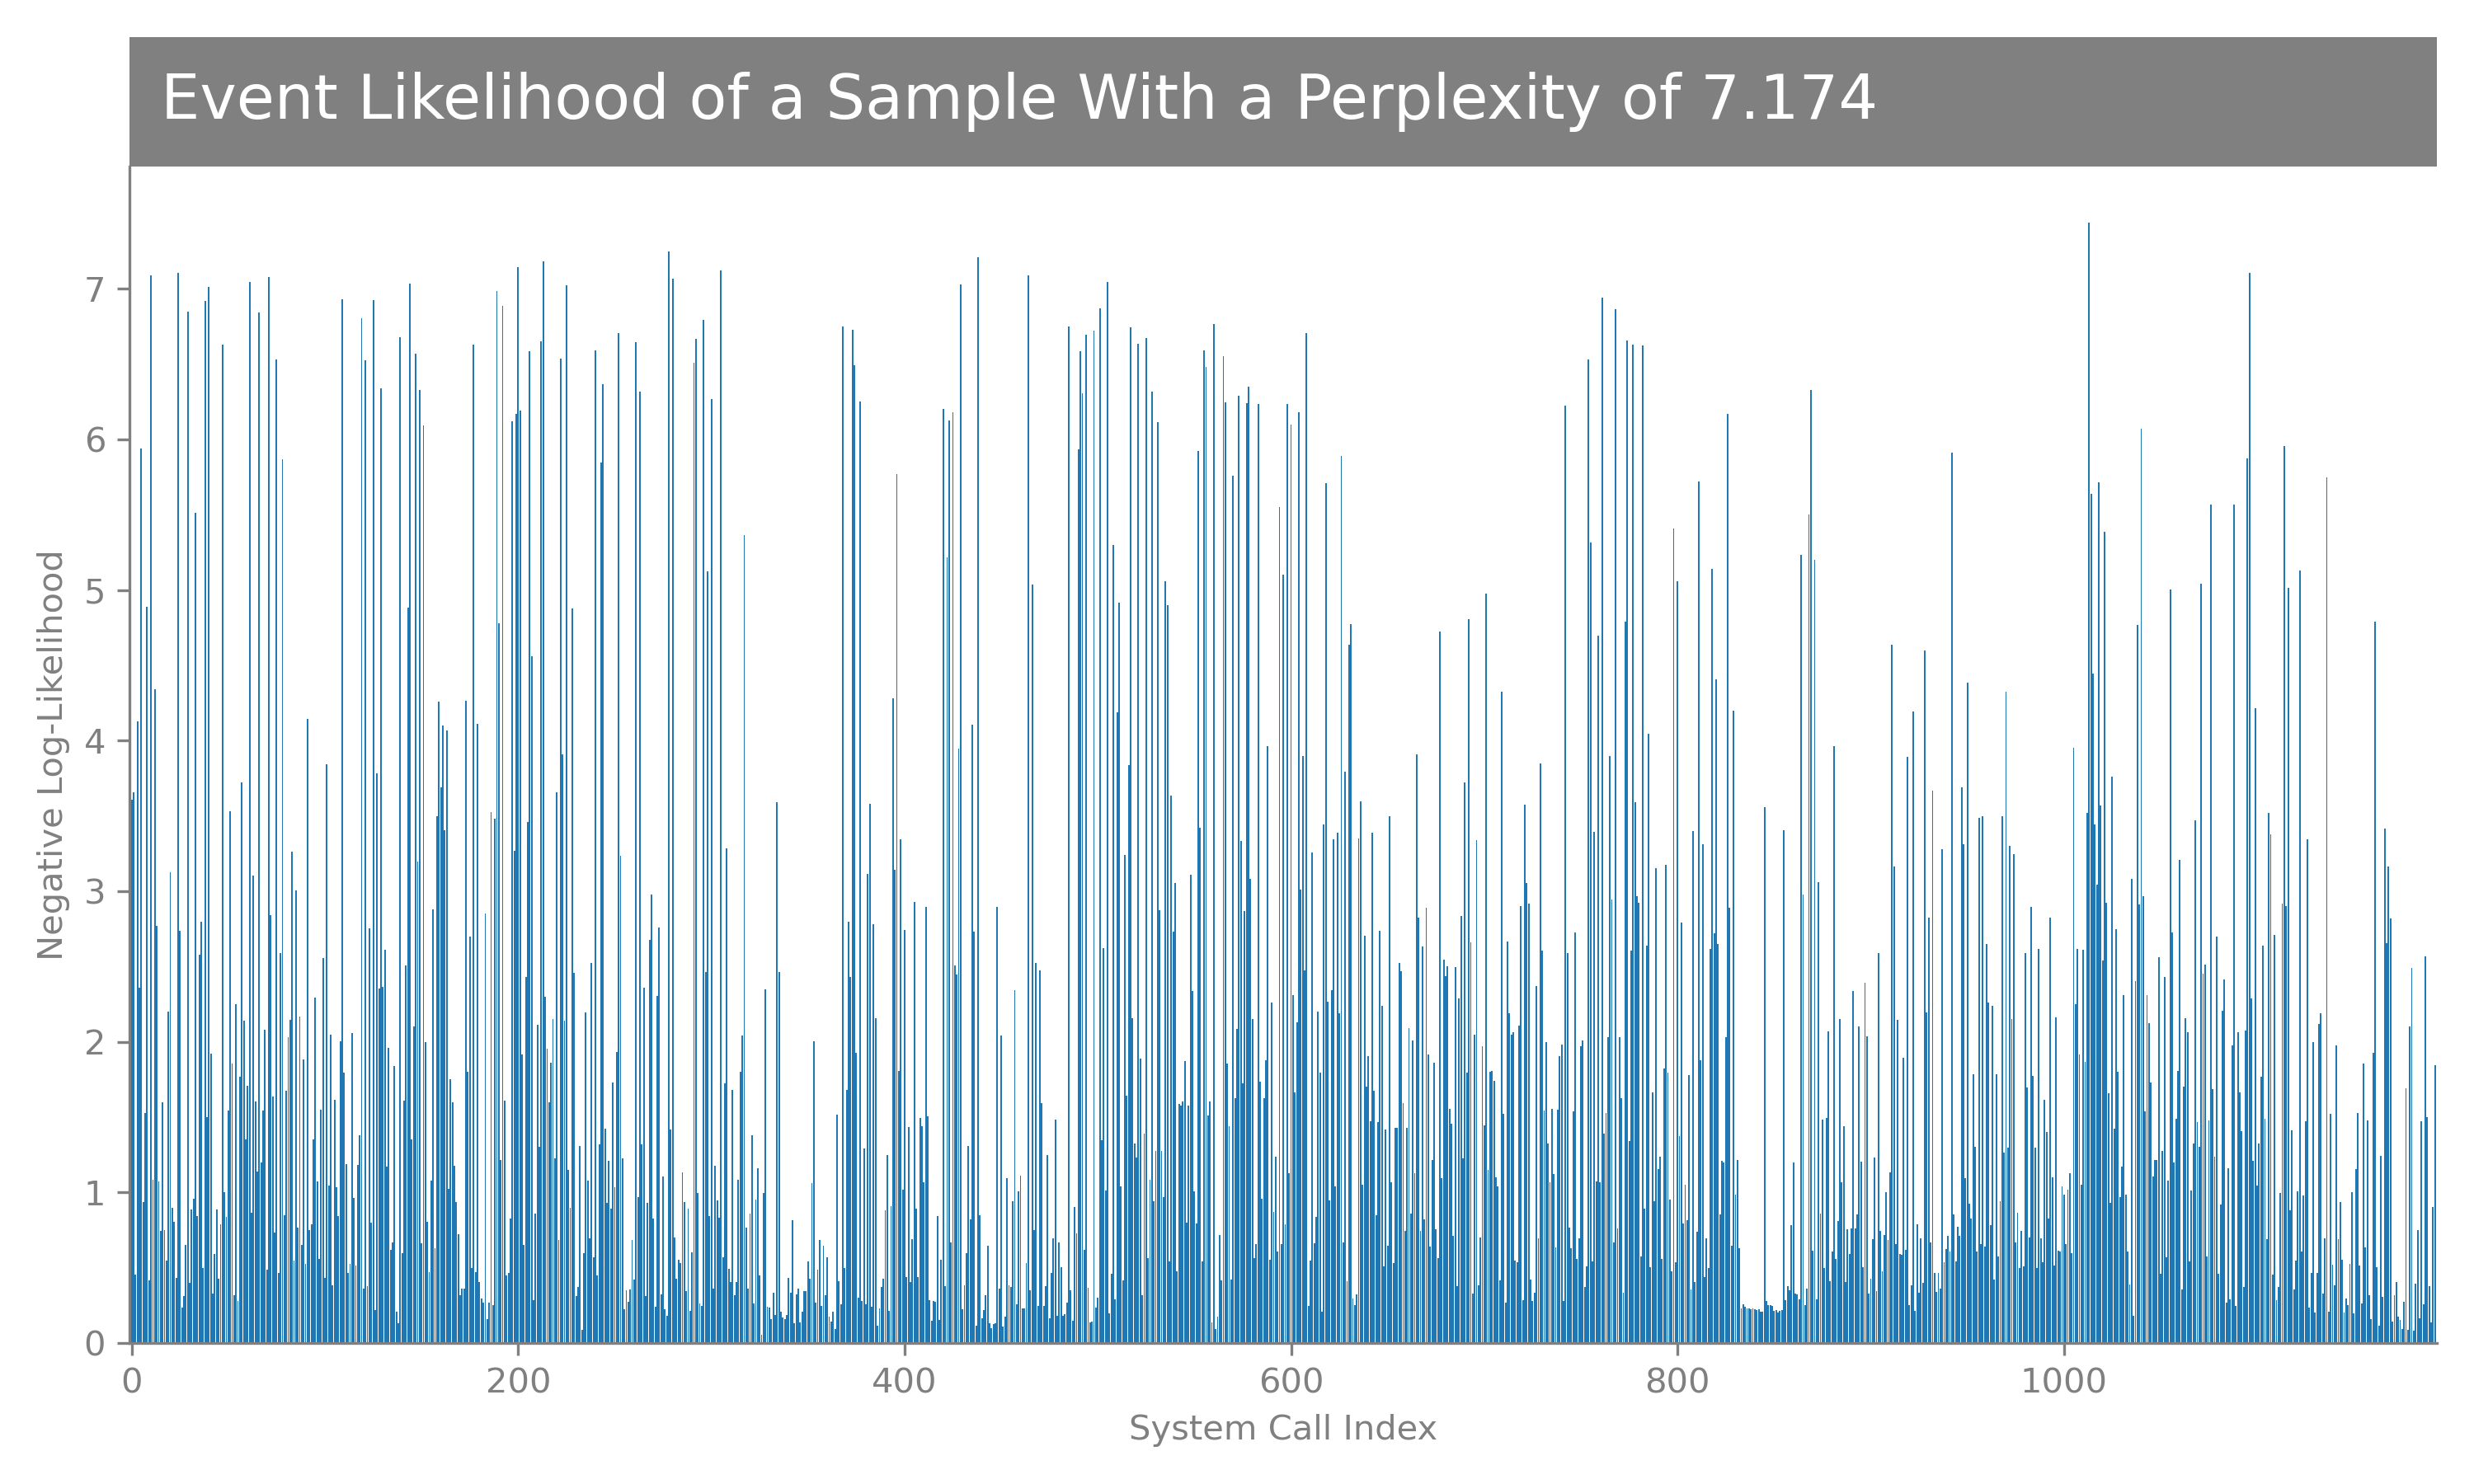 Event Likelihood of a Sample With a Perplexity of 7.174
7
6
5
4
3
2
1
0
Negative Log-Likelihood
0 200 400 600 800 1000
System Call Index